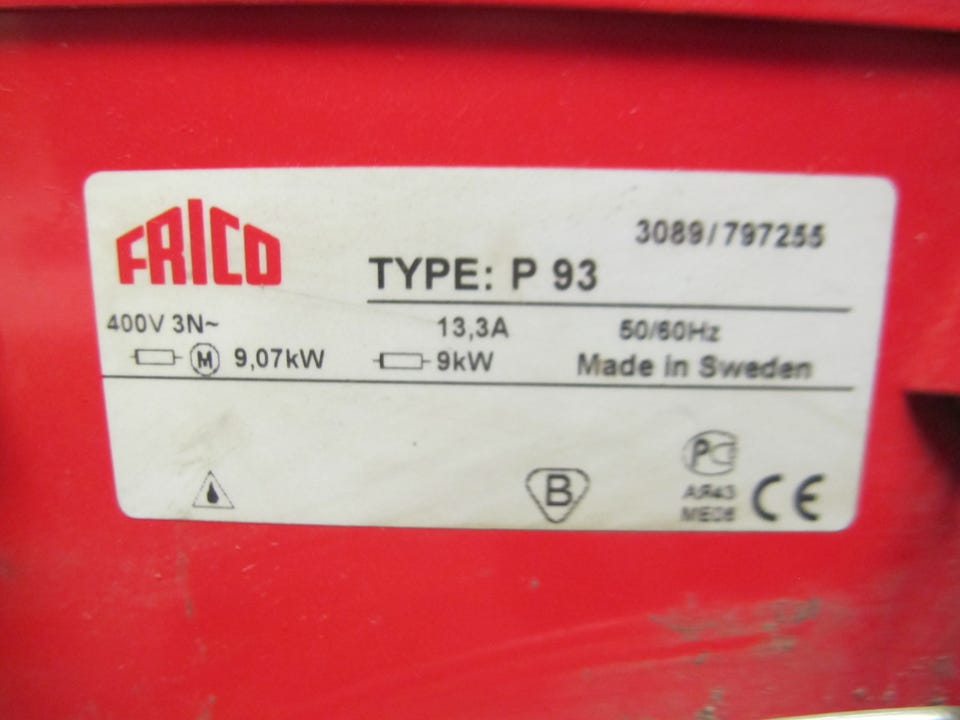 FRICO
3089/797255
TYPE: P 93
400V 3N~ 13,3A 50/60Hz
M 9,07kW 9kW Made in Sweden
B
P
ME06
CE